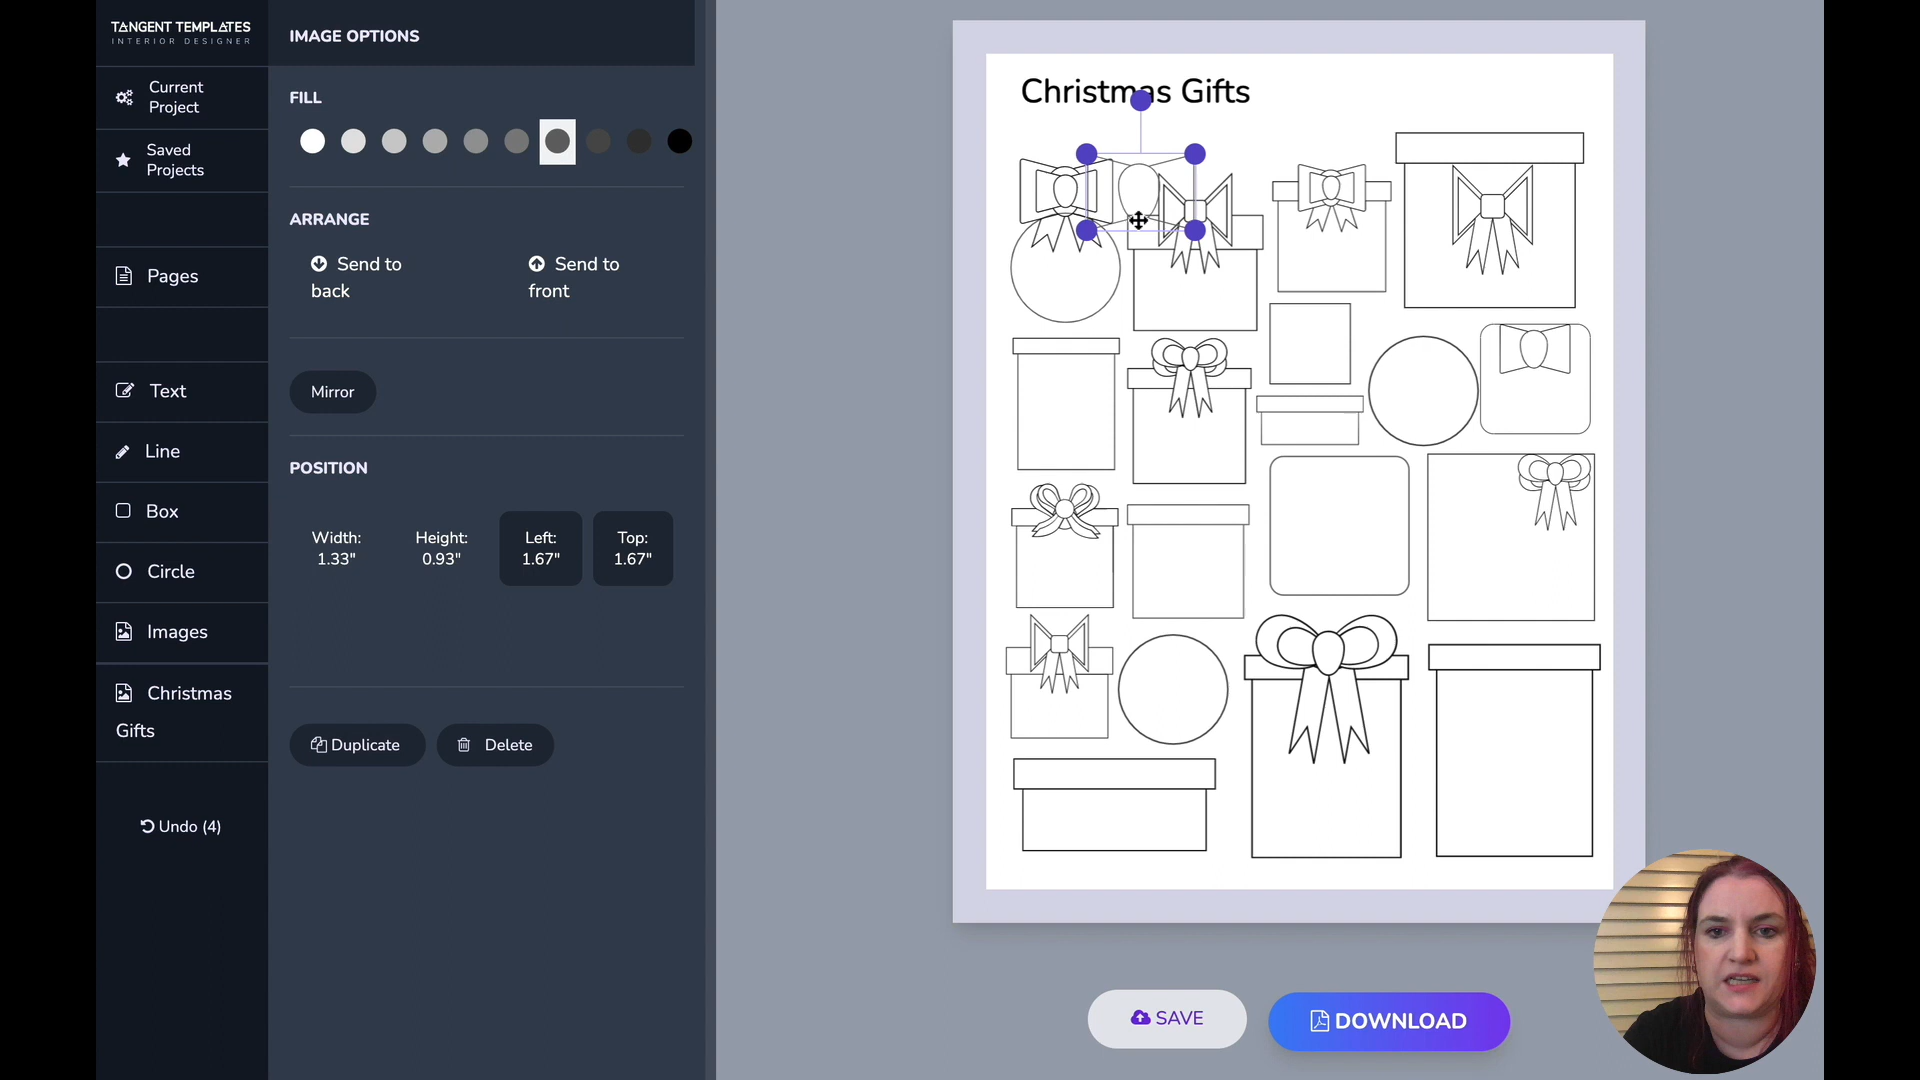 TANGENT TEMPLATES
INTERIOR DESIGNER
Current
Project
Saved
Projects
Pages
Text
Line
Box
Circle
Images
Christmas
Gifts
Undo (4)
IMAGE OPTIONS
FILL
ARRANGE
Send to
back
Send to
front
Mirror
POSITION
Width:
1.33"
Height:
0.93"
Left:
1.67"
Top:
1.67"
Duplicate
Delete
Christmas Gifts
SAVE
DOWNLOAD